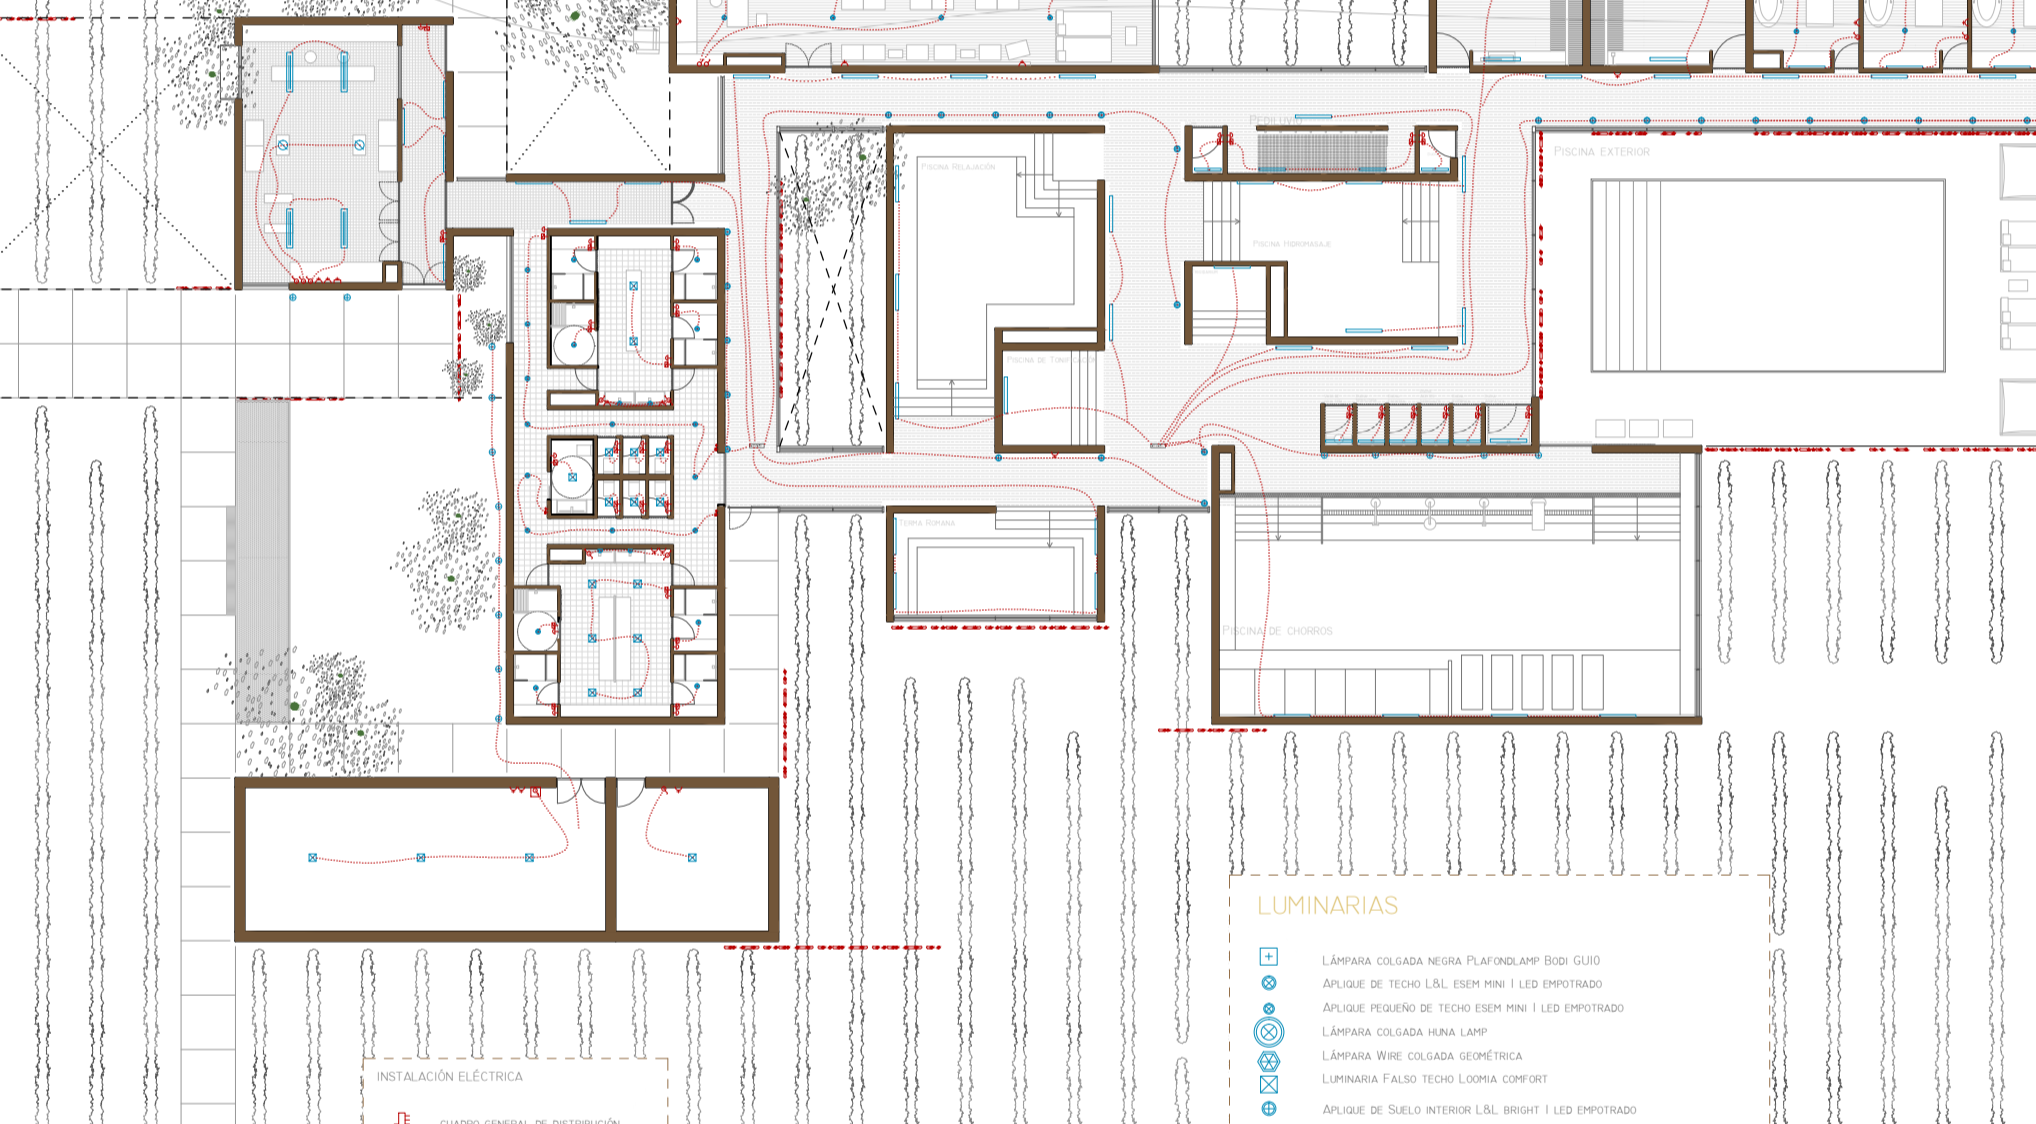 Pediluvio
Piscina exterior
Piscina Relajación
Piscina Hidromasaje
Piscina de Tonificación
Terma Romana
Piscina de chorros
LUMINARIAS
Lámpara colgada negra Plafondlamp Bodi GU10
Aplique de techo L&L esem mini 1 led empotrado
Aplique pequeño de techo esem mini 1 led empotrado
Lámpara colgada huna lamp
Lámpara Wire colgada geométrica
Luminaria Falso techo Loomia comfort
Aplique de Suelo interior L&L bright 1 led empotrado
INSTALACIÓN ELÉCTRICA
cuadro general de distribución